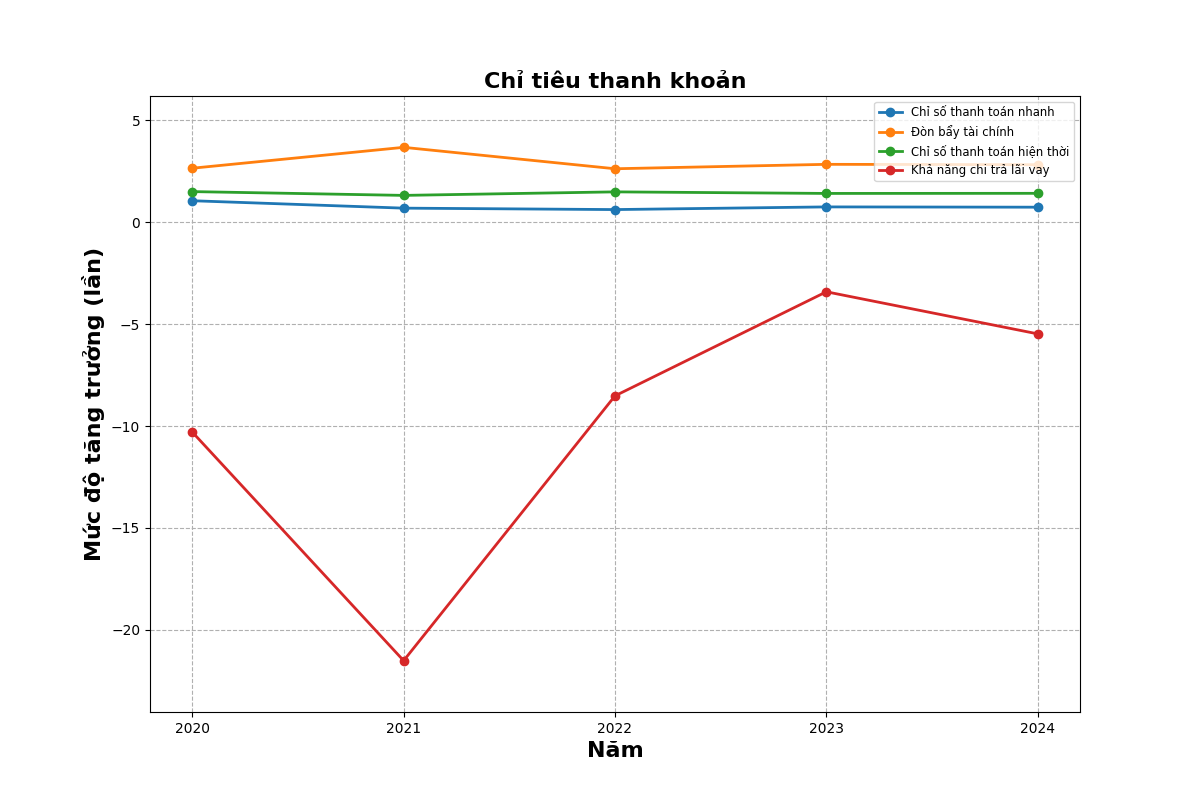 Chỉ tiêu thanh khoản
Chỉ số thanh toán nhanh
Đòn bẩy tài chính
Chỉ số thanh toán hiện thời
Khả năng chi trả lãi vay
Mức độ tăng trưởng (lần)
5
0
−5
−10
−15
−20
2020
2021
2022
2023
2024
Năm